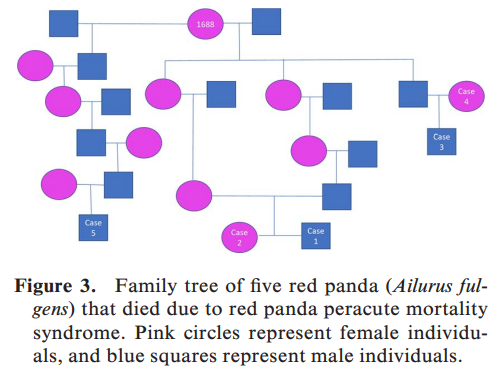 1688
Case
4
Case
3
Case
5
Case
2
Case
1
Figure 3. Family tree of five red panda (Ailurus ful-
gens) that died due to red panda peracute mortality
syndrome. Pink circles represent female individu-
als, and blue squares represent male individuals.